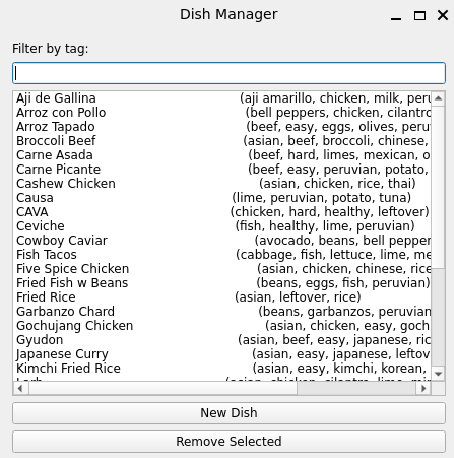 Dish Manager
Filter by tag:
Aji de Gallina (aji amarillo, chicken, milk, peru
Arroz con Pollo (bell peppers, chicken, cilantro
Arroz Tapado (beef, easy, eggs, olives, peru
Broccoli Beef (asian, beef, broccoli, chinese,
Carne Asada (beef, hard, limes, mexican, o
Carne Picante (beef, easy, peruvian, potato,
Cashew Chicken (asian, chicken, rice, thai)
Causa (lime, peruvian, potato, tuna)
CAVA (chicken, hard, healthy, leftover)
Ceviche (fish, healthy, lime, peruvian)
Cowboy Caviar (avocado, beans, bell pepper
Fish Tacos (cabbage, fish, lettuce, lime, me
Five Spice Chicken (asian, chicken, chinese, rice
Fried Fish w Beans (beans, eggs, fish, peruvian)
Fried Rice (asian, leftover, rice)
Garbanzo Chard (beans, garbanzos, peruvian
Gochujang Chicken (asian, chicken, easy, goch
Gyudon (asian, beef, easy, japanese, ric
Japanese Curry (asian, easy, japanese, leftov
Kimchi Fried Rice (asian, easy, kimchi, korean,
New Dish
Remove Selected